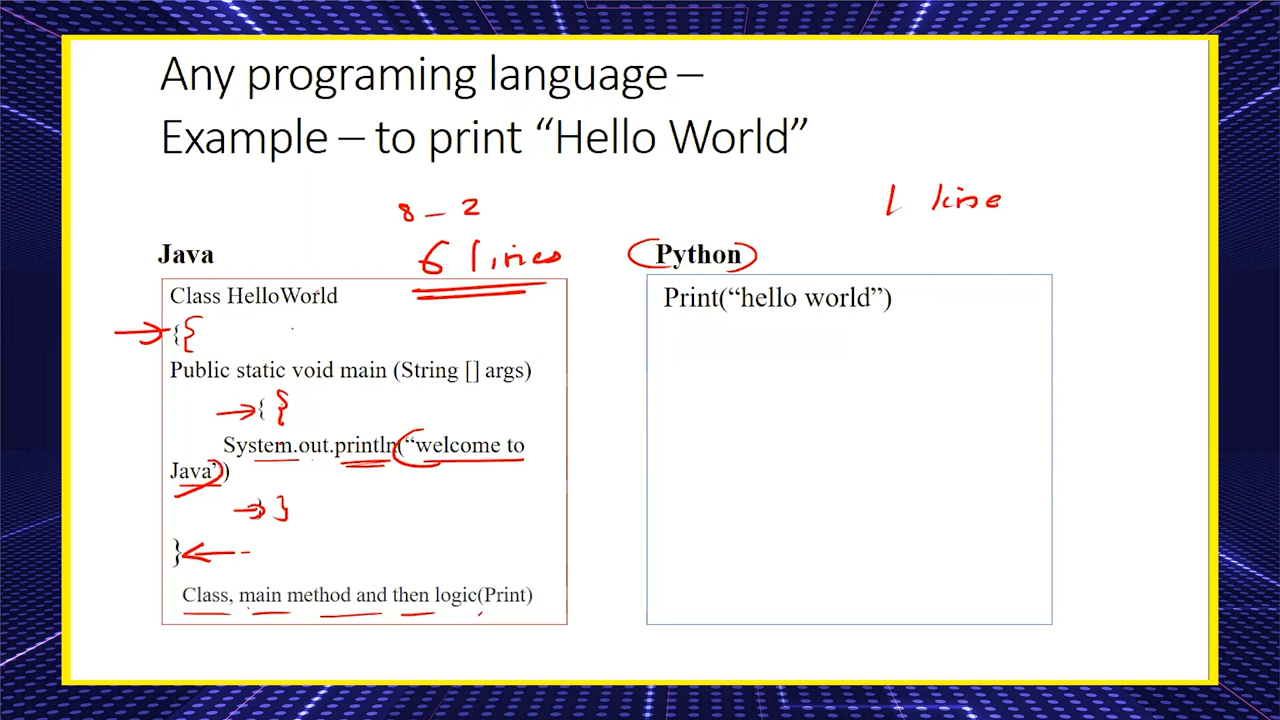 Any programing language –
Example – to print “Hello World”
8 – 2
1 line
Java
6 lines
Python
Class HelloWorld
{ {
Public static void main (String [] args)
{ {
System.out.println(“welcome to
Java”)
} }
}
Class, main method and then logic(Print)
Print(“hello world”)